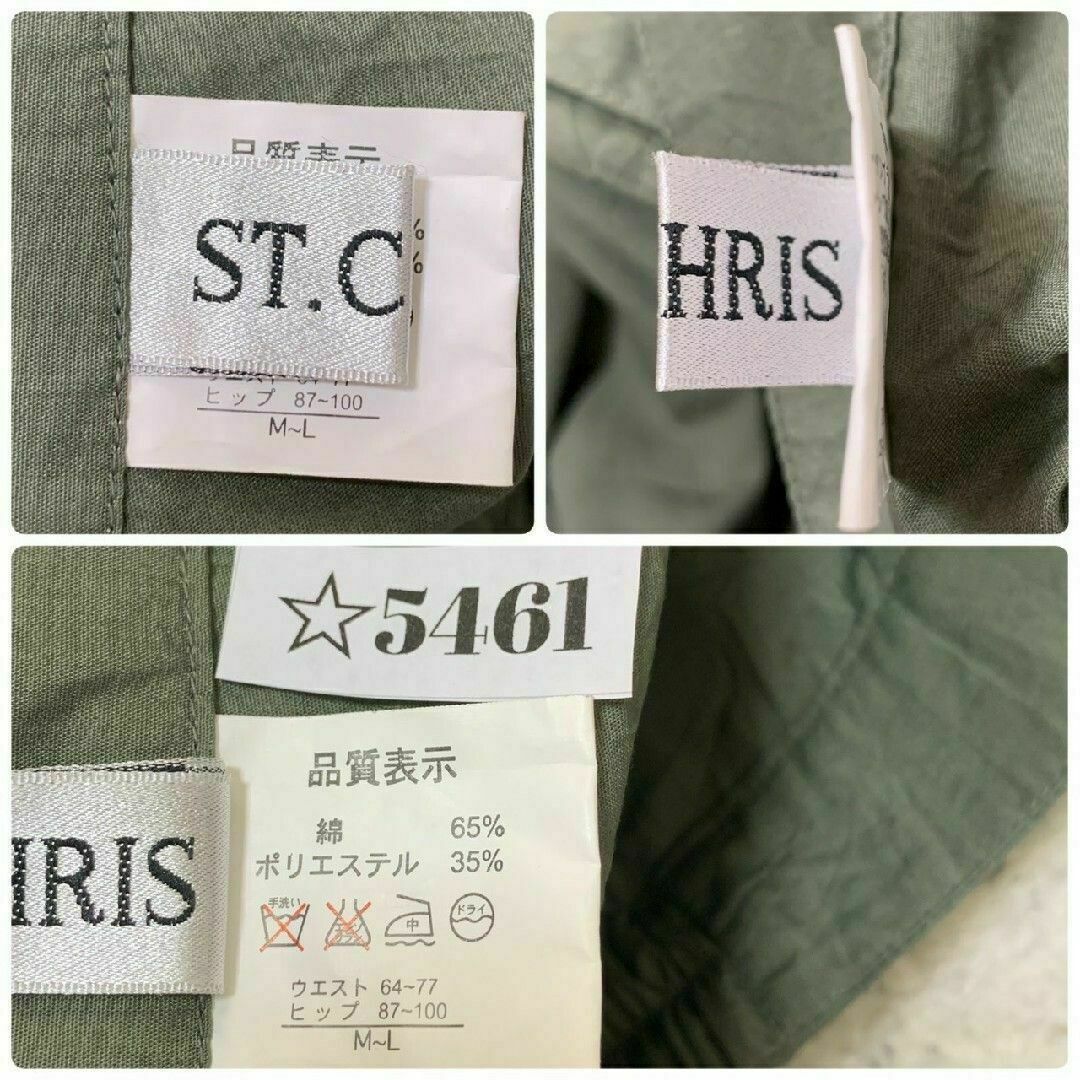 品質表示
ST.C
%
%
ヒップ 87~100
M~L
HRIS
☆5461
品質表示
綿 65%
ポリエステル 35%
手洗い
中
ドライ
ウエスト 64~77
ヒップ 87~100
M~L
HRIS